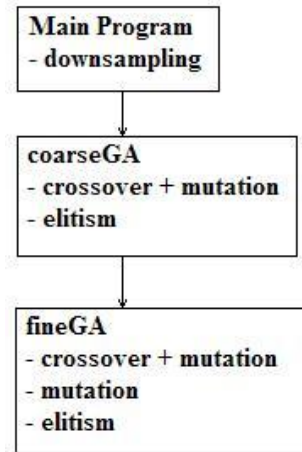 Main Program
- downsampling
coarseGA
- crossover + mutation
- elitism
fineGA
- crossover + mutation
- mutation
- elitism